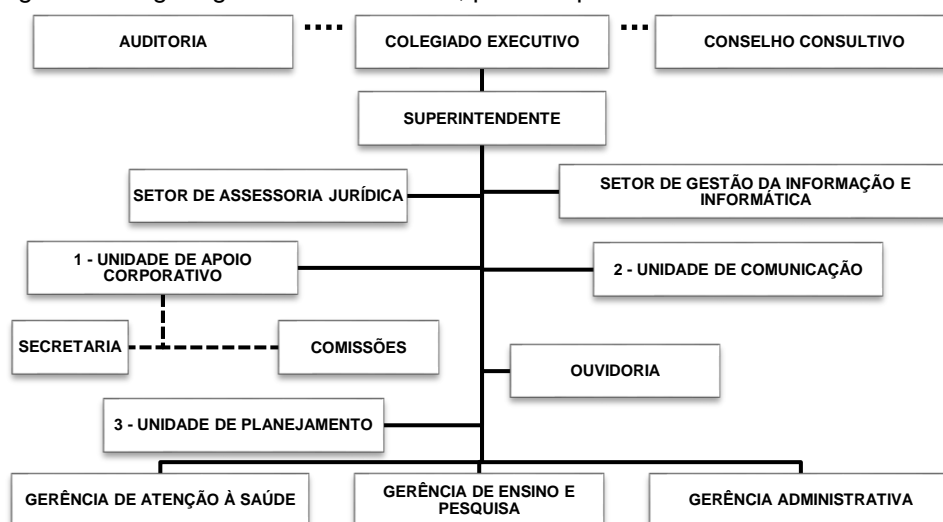 AUDITORIA
COLEGIADO EXECUTIVO
CONSELHO CONSULTIVO
SUPERINTENDENTE
SETOR DE ASSESSORIA JURÍDICA
SETOR DE GESTÃO DA INFORMAÇÃO E
INFORMÁTICA
1 - UNIDADE DE APOIO
CORPORATIVO
2 - UNIDADE DE COMUNICAÇÃO
SECRETARIA
COMISSÕES
OUVIDORIA
3 - UNIDADE DE PLANEJAMENTO
GERÊNCIA DE ATENÇÃO À SAÚDE
GERÊNCIA DE ENSINO E
PESQUISA
GERÊNCIA ADMINISTRATIVA